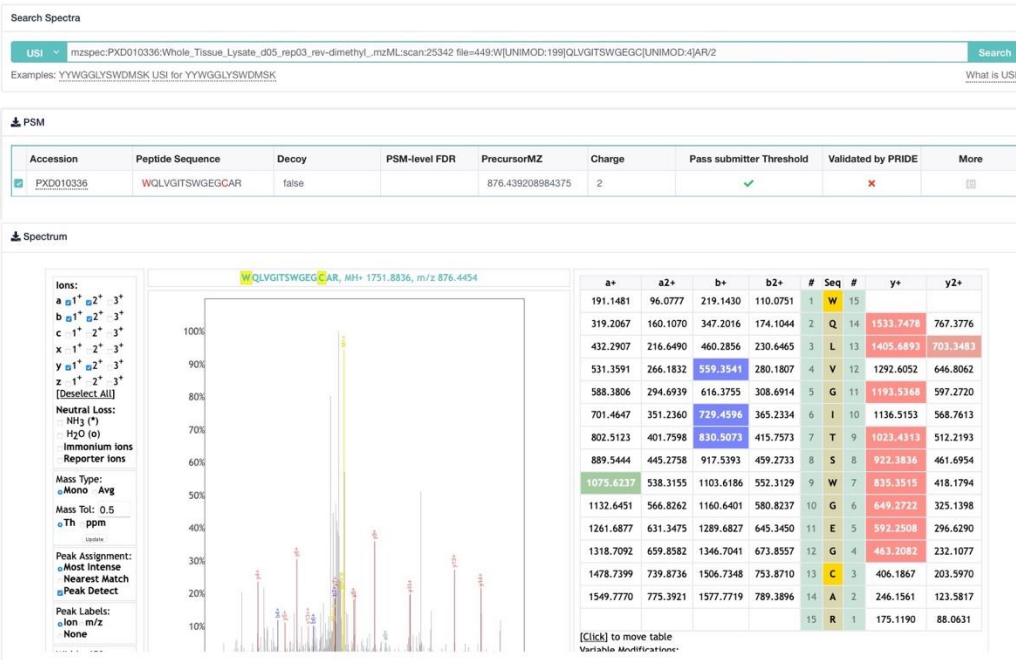 Search Spectra
USI mzspec:PXD010336:Whole_Tissue_Lysate_d05_rep03_rev-dimethyl_.mzML:scan:25342 file=449:W[UNIMOD:199]QLVGITSWGEGC[UNIMOD:4]AR/2 Search
Examples: YYWGGLYSWDMSK USI for YYWGGLYSWDMSK What is USI
PSM
Accession Peptide Sequence Decoy PSM-level FDR PrecursorMZ Charge Pass submitter Threshold Validated by PRIDE More
PXD010336 WQLVGITSWGEGCAR false 876.439208984375 2
Spectrum
WQLVGITSWGEGCAR, MH+ 1751.8836, m/z 876.4454
Ions:
a 1+ 2+ 3+
b 1+ 2+ 3+
c 1+ 2+ 3+
x 1+ 2+ 3+
y 1+ 2+ 3+
z 1+ 2+ 3+
[Deselect All]
Neutral Loss:
NH3 (*)
H2O (o)
Immonium ions
Reporter ions
Mass Type:
Mono Avg
Mass Tol: 0.5
Th ppm
Update
Peak Assignment:
Most Intense
Nearest Match
Peak Detect
Peak Labels:
Ion m/z
None
100%
90%
80%
70%
60%
50%
40%
30%
20%
10%
a+ a2+ b+ b2+ # Seq # y+ y2+
191.1481 96.0777 219.1430 110.0751 1 W 15
319.2067 160.1070 347.2016 174.1044 2 Q 14 1533.7478 767.3776
432.2907 216.6490 460.2856 230.6465 3 L 13 1405.6893 703.3483
531.3591 266.1832 559.3541 280.1807 4 V 12 1292.6052 646.8062
588.3806 294.6939 616.3755 308.6914 5 G 11 1193.5368 597.2720
701.4647 351.2360 729.4596 365.2334 6 I 10 1136.5153 568.7613
802.5123 401.7598 830.5073 415.7573 7 T 9 1023.4313 512.2193
889.5444 445.2758 917.5393 459.2733 8 S 8 922.3836 461.6954
1075.6237 538.3155 1103.6186 552.3129 9 W 7 835.3515 418.1794
1132.6451 566.8262 1160.6401 580.8237 10 G 6 649.2722 325.1398
1261.6877 631.3475 1289.6827 645.3450 11 E 5 592.2508 296.6290
1318.7092 659.8582 1346.7041 673.8557 12 G 4 463.2082 232.1077
1478.7399 739.8736 1506.7348 753.8710 13 C 3 406.1867 203.5970
1549.7770 775.3921 1577.7719 789.3896 14 A 2 246.1561 123.5817
15 R 1 175.1190 88.0631
[Click] to move table
Variable Modifications: